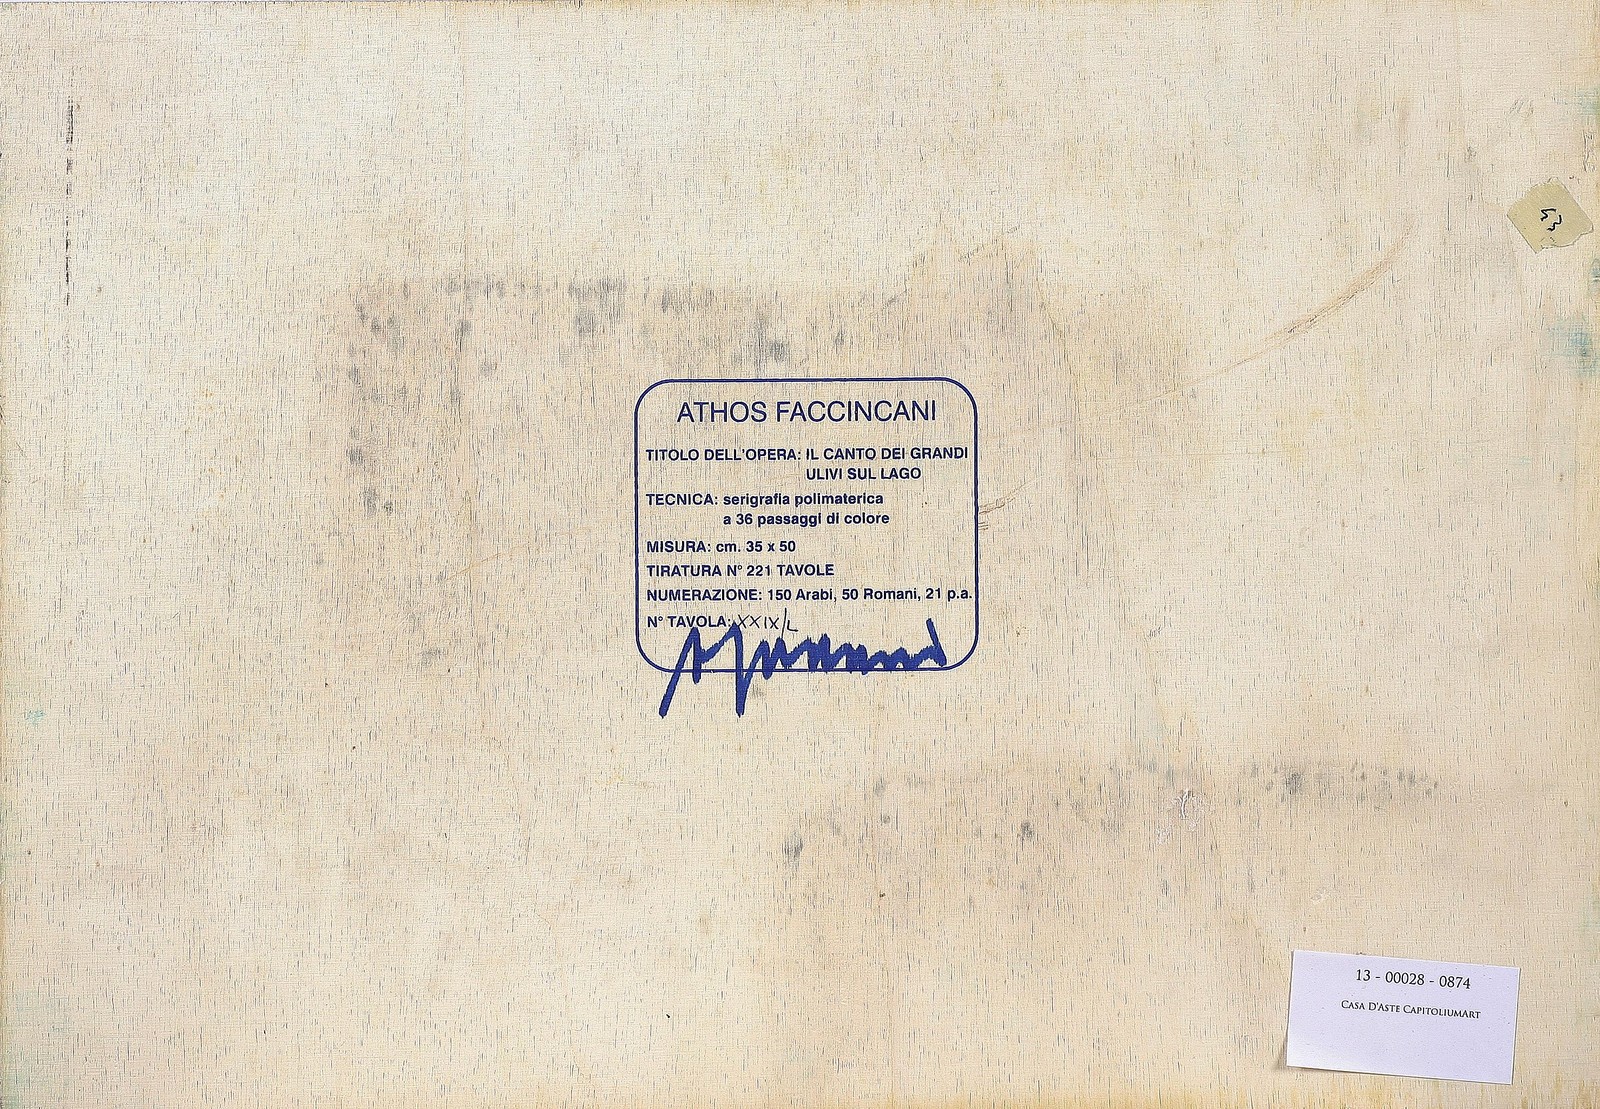 ATHOS FACCINCANI
TITOLO DELL'OPERA: IL CANTO DEI GRANDI
ULIVI SUL LAGO
TECNICA: serigrafia polimaterica
a 36 passaggi di colore
MISURA: cm. 35 x 50
TIRATURA N° 221 TAVOLE
NUMERAZIONE: 150 Arabi, 50 Romani, 21 p.a.
N° TAVOLA: XXIX/L
13 - 00028 - 0874
CASA D'ASTE CAPITOLIUMART